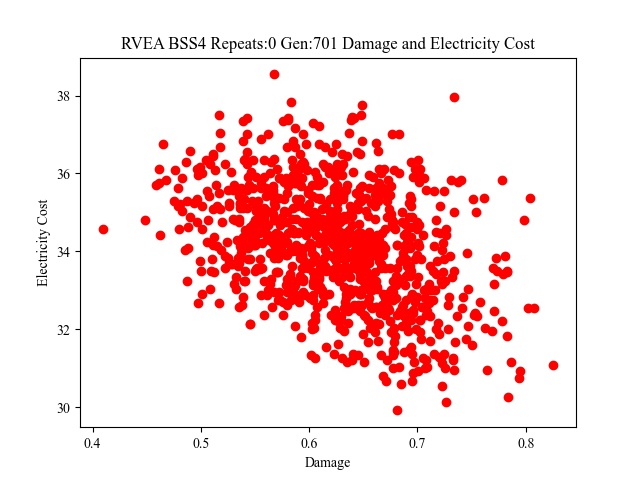 RVEA BSS4 Repeats:0 Gen:701 Damage and Electricity Cost
38
36
34
32
30
Electricity Cost
0.4 0.5 0.6 0.7 0.8
Damage